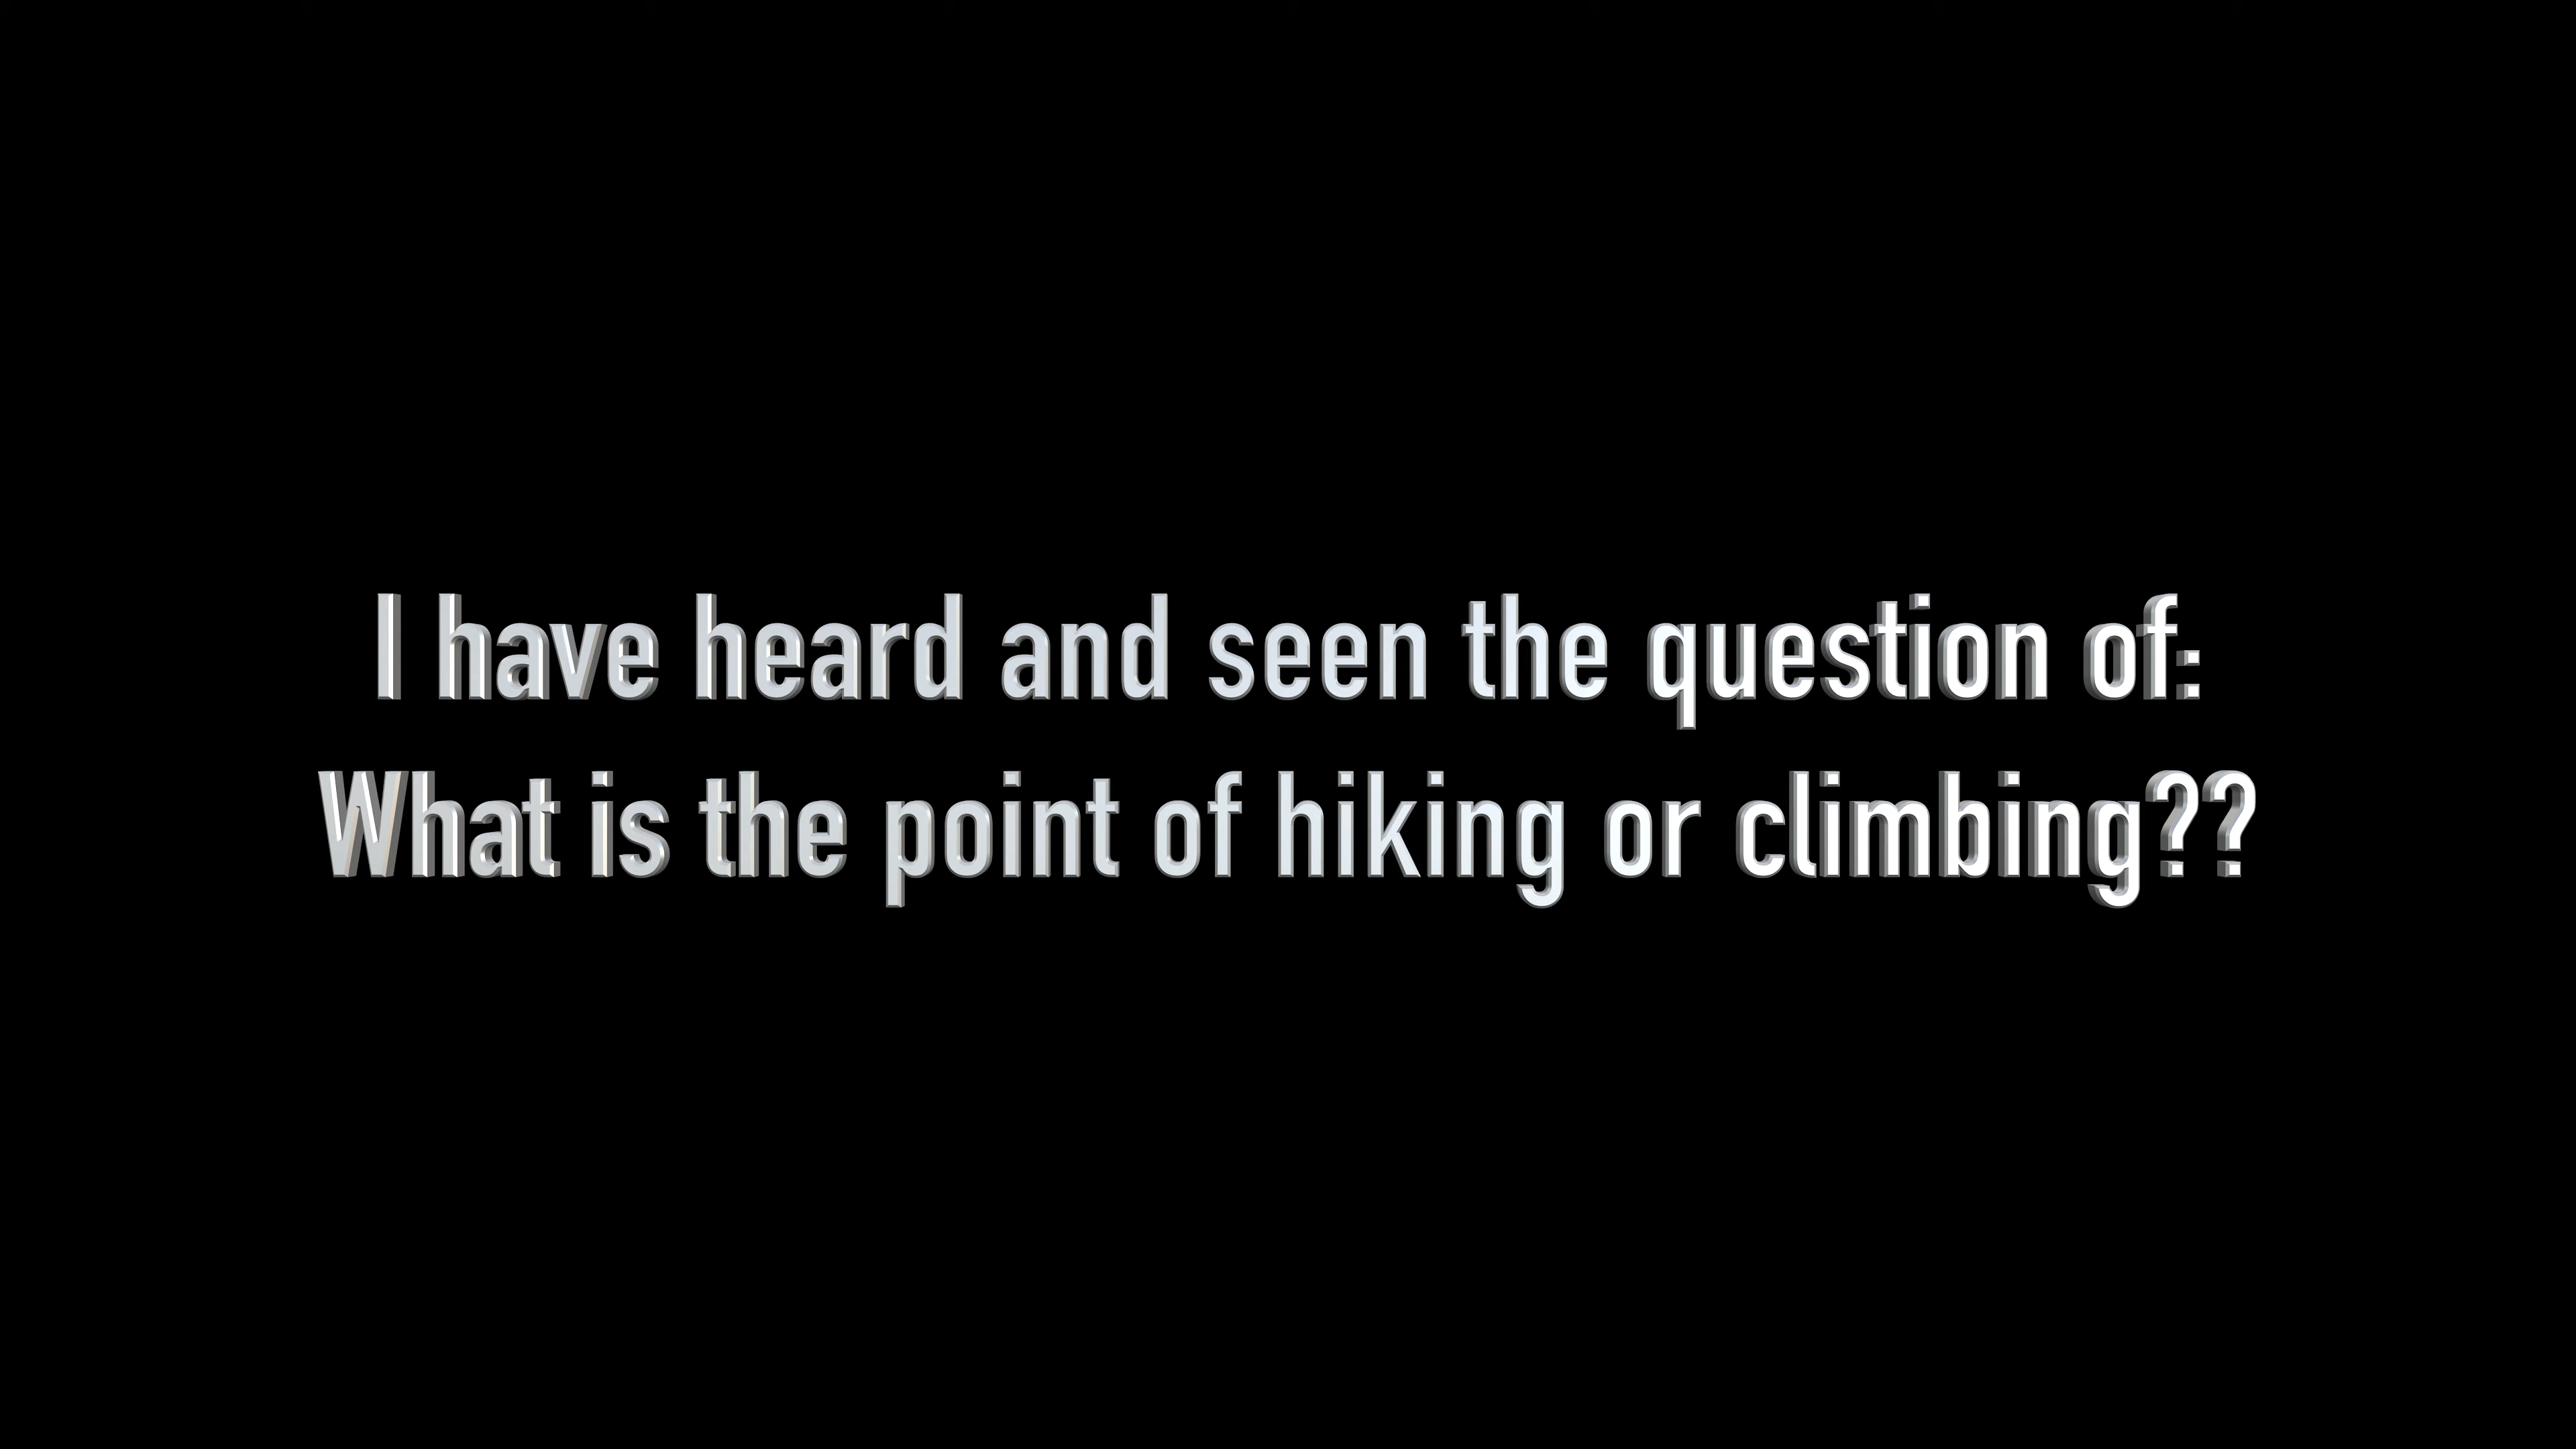 I have heard and seen the question of:
What is the point of hiking or climbing??